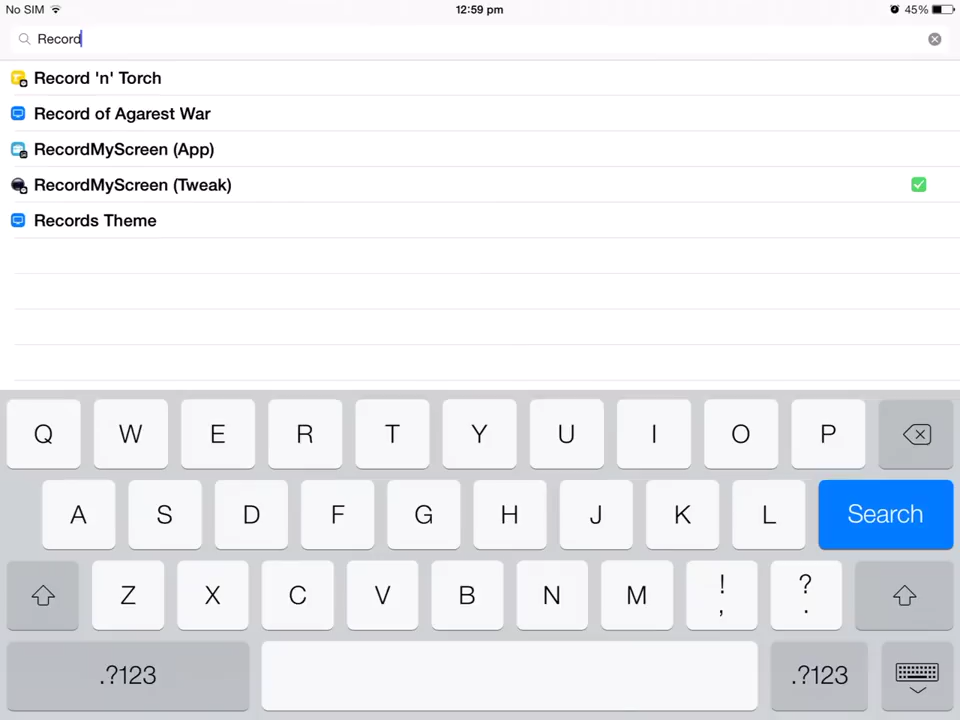 No SIM 12:59 pm 45%
Record
Record 'n' Torch
Record of Agarest War
RecordMyScreen (App)
RecordMyScreen (Tweak)
Records Theme
Q W E R T Y U I O P
A S D F G H J K L Search
Z X C V B N M ! , ? .
.?123 .?123